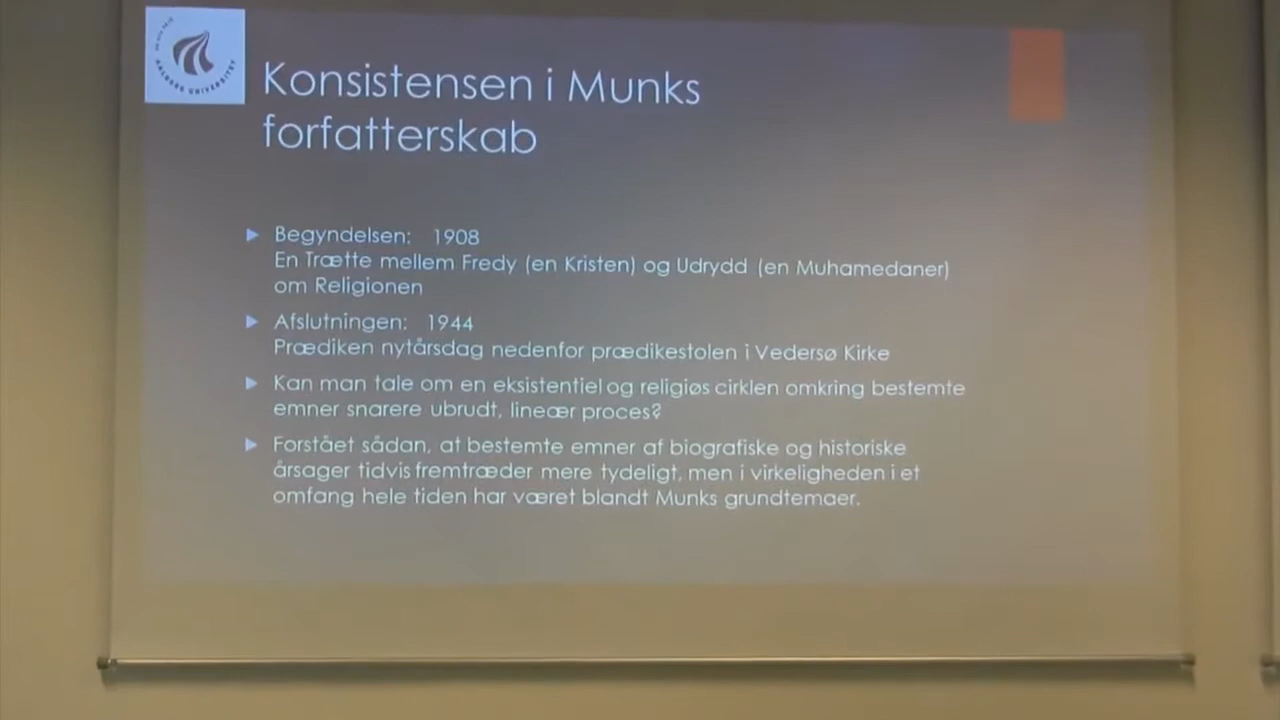 AALBORG UNIVERSITET
Konsistensen i Munks
forfatterskab
Begyndelsen: 1908
En Trætte mellem Fredy (en Kristen) og Udrydd (en Muhamedaner)
om Religionen
Afslutningen: 1944
Prædiken nytårsdag nedenfor prædikestolen i Vedersø Kirke
Kan man tale om en eksistentiel og religiøs cirklen omkring bestemte
emner snarere ubrudt, lineær proces?
Forstået sådan, at bestemte emner af biografiske og historiske
årsager tidvis fremtræder mere tydeligt, men i virkeligheden i et
omfang hele tiden har været blandt Munks grundtemaer.